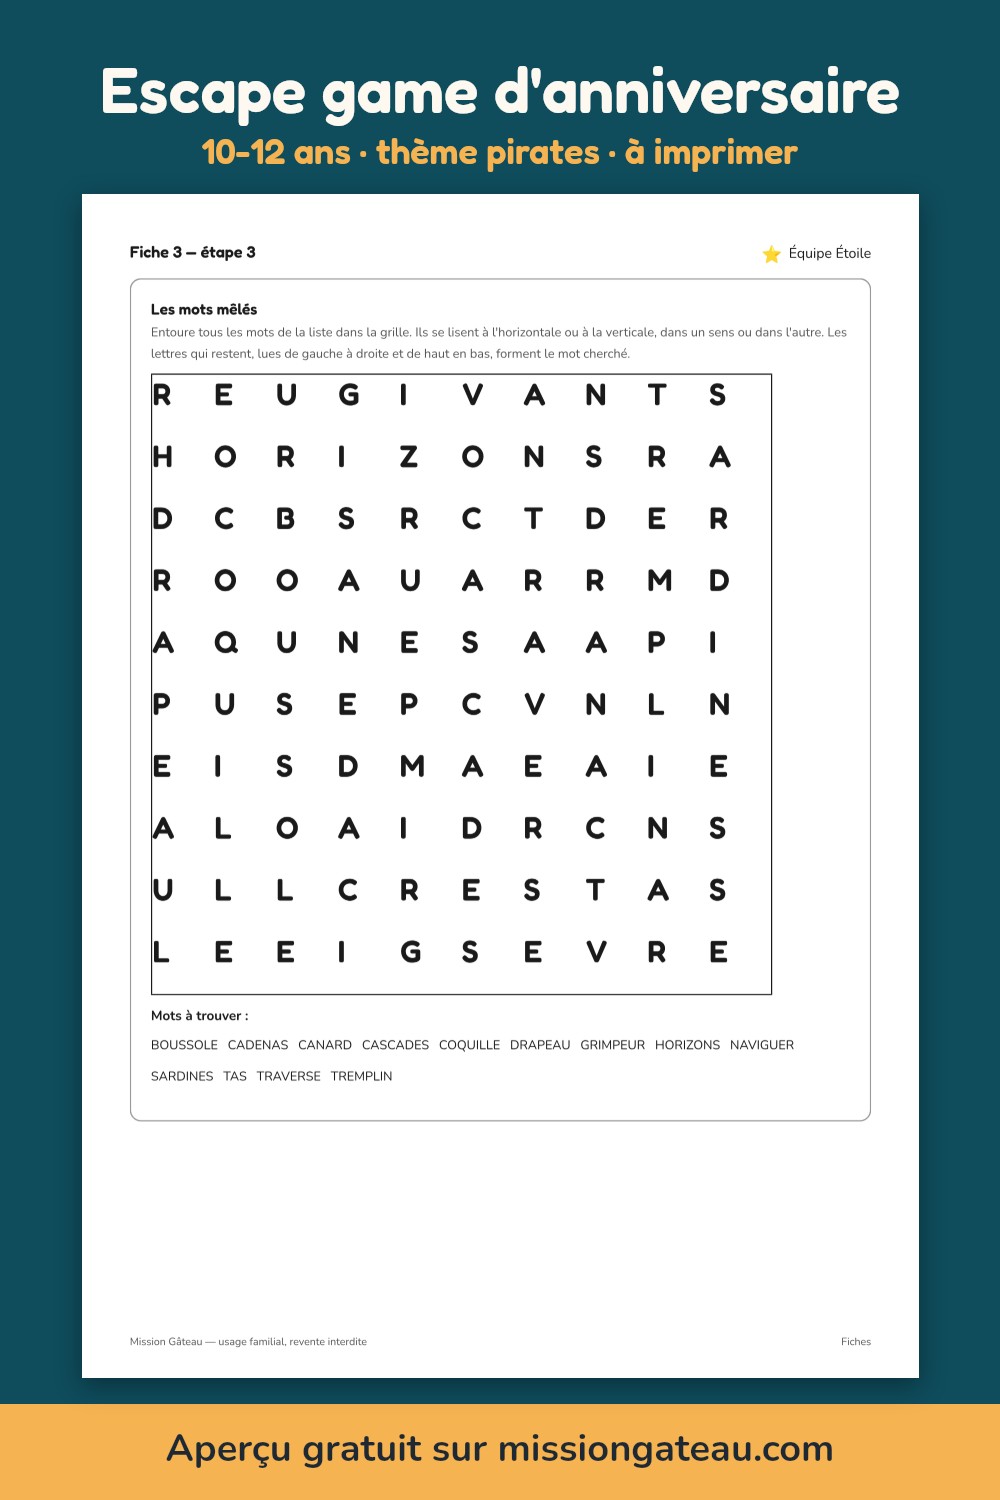 Escape game d'anniversaire
10-12 ans · thème pirates · à imprimer
Fiche 3 – étape 3
⭐ Équipe Étoile
Les mots mêlés
Entoure tous les mots de la liste dans la grille. Ils se lisent à l'horizontale ou à la verticale, dans un sens ou dans l'autre. Les
lettres qui restent, lues de gauche à droite et de haut en bas, forment le mot cherché.
R E U G I V A N T S
H O R I Z O N S R A
D C B S R C T D E R
R O O A U A R R M D
A Q U N E S A A P I
P U S E P C V N L N
E I S D M A E A I E
A L O A I D R C N S
U L L C R E S T A S
L E E I G S E V R E
Mots à trouver :
BOUSSOLE CADENAS CANARD CASCADES COQUILLE DRAPEAU GRIMPEUR HORIZONS NAVIGUER
SARDINES TAS TRAVERSE TREMPLIN
Mission Gâteau — usage familial, revente interdite
Fiches
Aperçu gratuit sur missiongateau.com